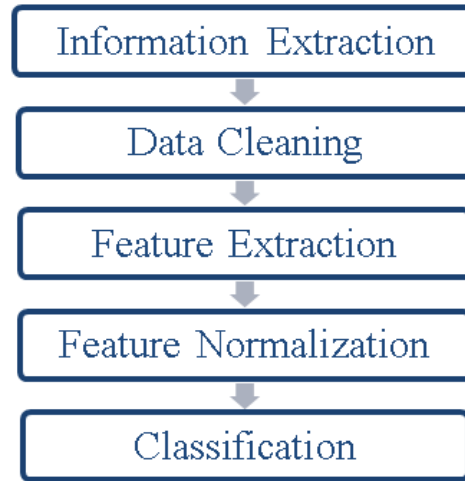 Information Extraction
Data Cleaning
Feature Extraction
Feature Normalization
Classification